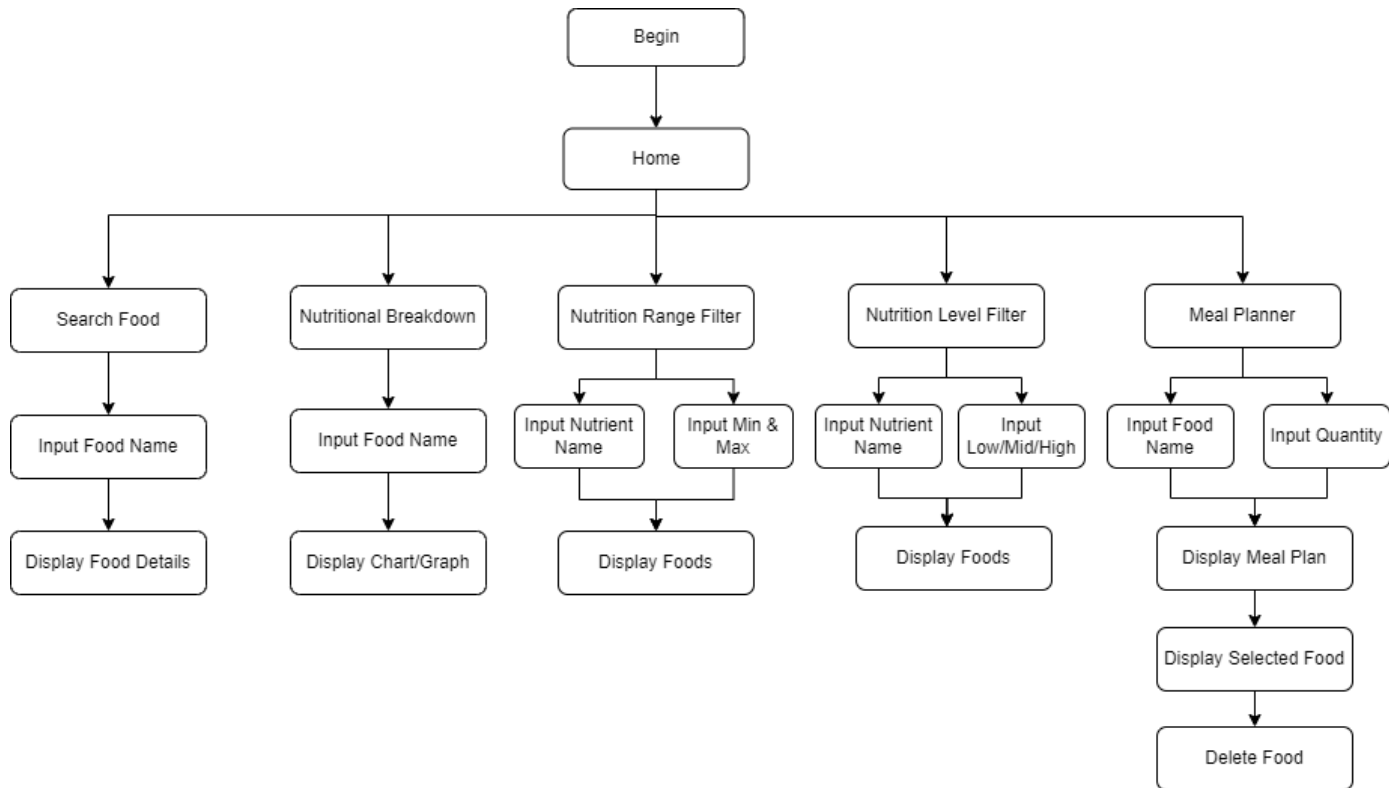 Begin
Home
Search Food
Nutritional Breakdown
Nutrition Range Filter
Nutrition Level Filter
Meal Planner
Input Food Name
Input Food Name
Input Nutrient
Name
Input Min &
Max
Input Nutrient
Name
Input
Low/Mid/High
Input Food
Name
Input Quantity
Display Food Details
Display Chart/Graph
Display Foods
Display Foods
Display Meal Plan
Display Selected Food
Delete Food